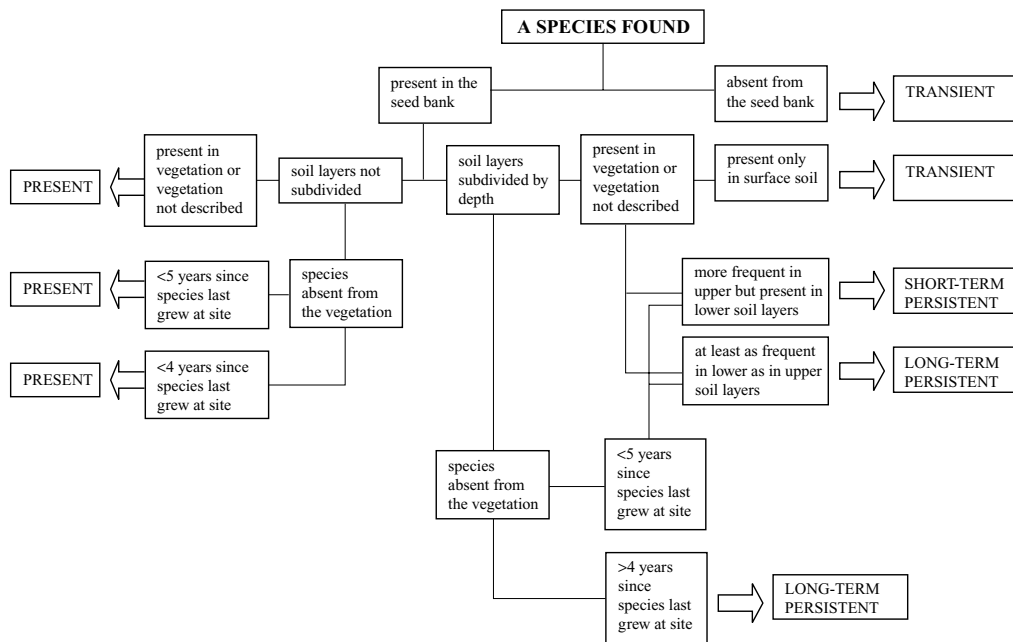 A SPECIES FOUND
present in the
seed bank
absent from
the seed bank
TRANSIENT
PRESENT
present in
vegetation or
vegetation
not described
soil layers not
subdivided
soil layers
subdivided by
depth
present in
vegetation or
vegetation
not described
present only
in surface soil
TRANSIENT
PRESENT
<5 years since
species last
grew at site
species
absent from
the vegetation
more frequent in
upper but present in
lower soil layers
SHORT-TERM
PERSISTENT
PRESENT
<4 years since
species last
grew at site
at least as frequent
in lower as in upper
soil layers
LONG-TERM
PERSISTENT
species
absent from
the vegetation
<5 years
since
species last
grew at site
>4 years
since
species last
grew at site
LONG-TERM
PERSISTENT